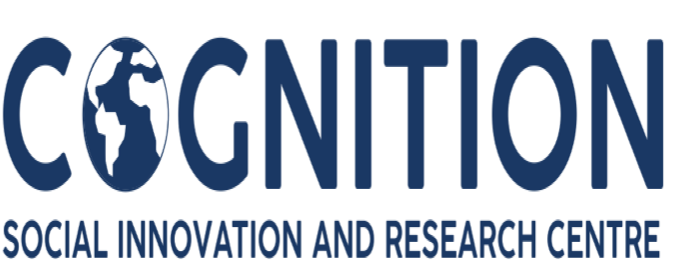 COGNITION
SOCIAL INNOVATION AND RESEARCH CENTRE